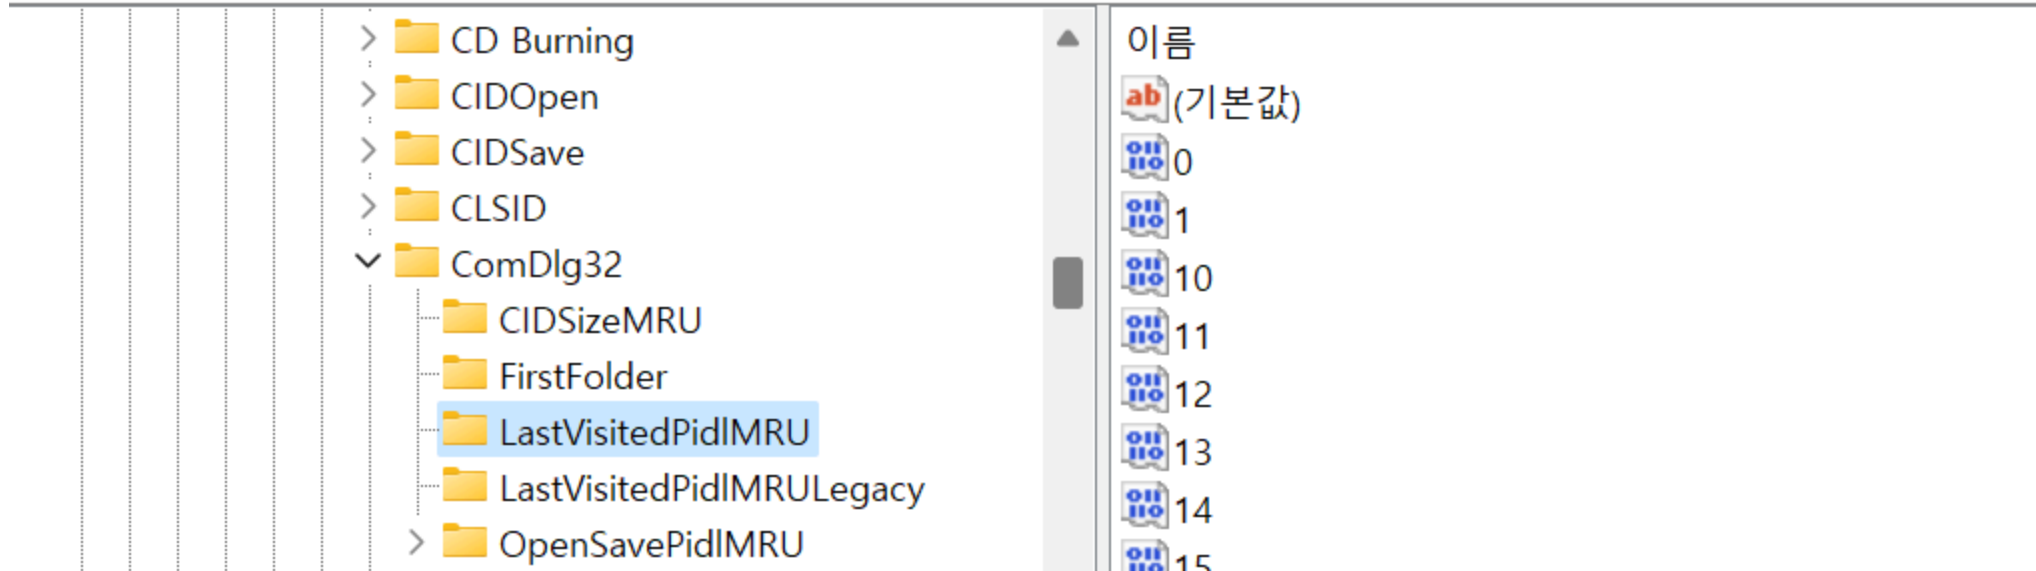 CD Burning
CIDOpen
CIDSave
CLSID
ComDlg32
CIDSizeMRU
FirstFolder
LastVisitedPidlMRU
LastVisitedPidlMRULegacy
OpenSavePidlMRU
이름
(기본값)
0
1
10
11
12
13
14
15